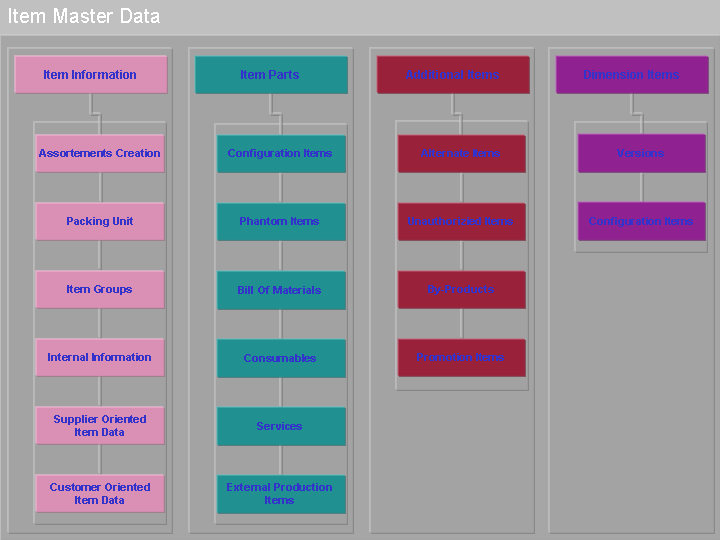 Item Master Data
Item Information
Assortements Creation
Packing Unit
Item Groups
Internal Information
Supplier Oriented
Item Data
Customer Oriented
Item Data
Item Parts
Configuration Items
Phantom Items
Bill Of Materials
Consumables
Services
External Production
Items
Additional Items
Alternate Items
Unauthorized Items
By-Products
Promotion Items
Dimension Items
Versions
Configuration Items